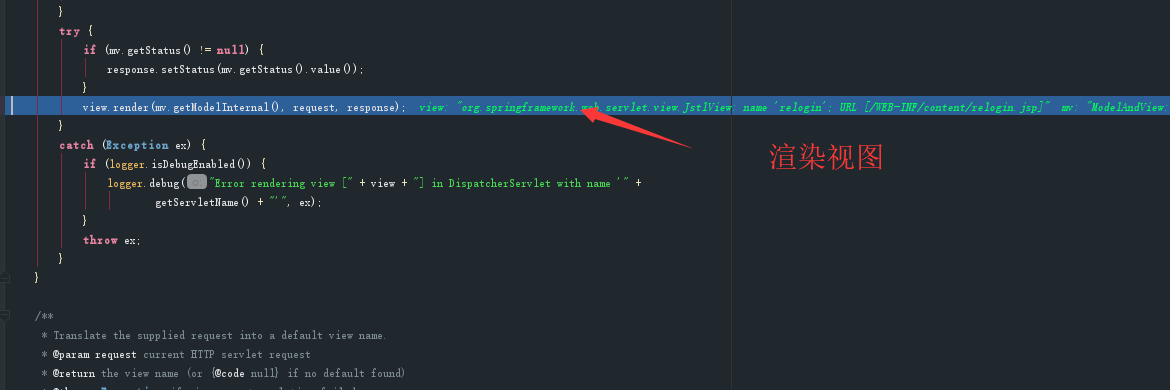 }
try {
if (mv.getStatus() != null) {
response.setStatus(mv.getStatus().value());
}
view.render(mv.getModelInternal(), request, response); view: "org.springframework.web.servlet.view.JstlView: name 'relogin'; URL [/WEB-INF/content/relogin.jsp]" mv: "ModelAndView:
}
catch (Exception ex) {
渲染视图
if (logger.isDebugEnabled()) {
logger.debug( o: "Error rendering view [" + view + "] in DispatcherServlet with name '" +
getServletName() + "'", ex);
}
throw ex;
}
}
/**
* Translate the supplied request into a default view name.
* @param request current HTTP servlet request
* @return the view name (or {@code null} if no default found)